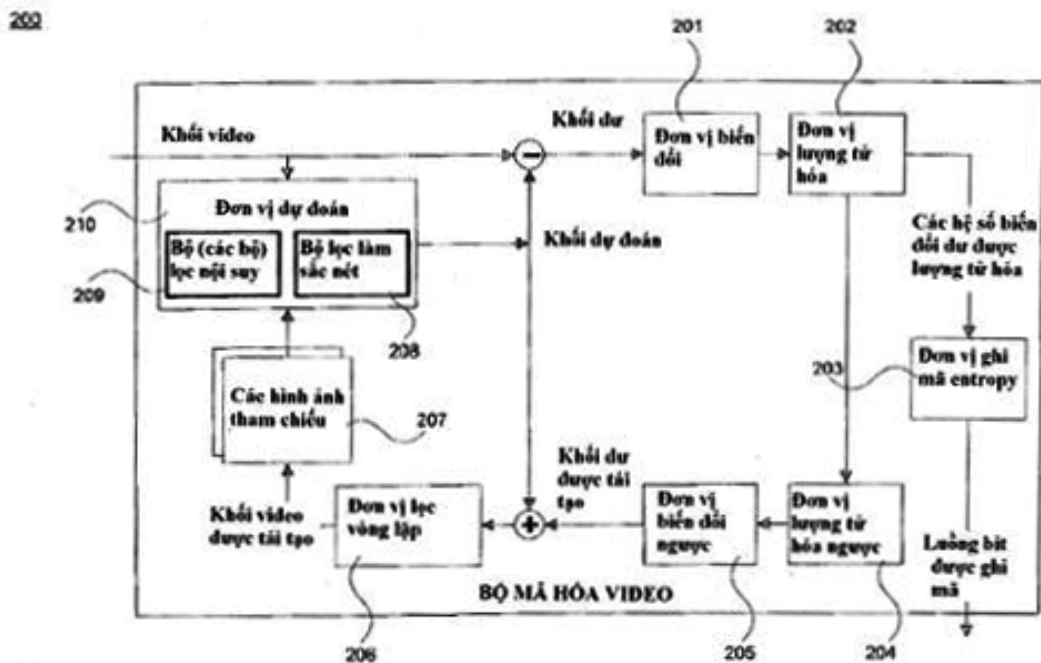 200
201
202
Khối video
Khối dư
Đơn vị biến
đổi
Đơn vị
lượng tử
hóa
210
Đơn vị dự đoán
Bộ (các bộ)
lọc nội suy
Bộ lọc làm
sắc nét
Khối dự đoán
Các hệ số biến
đổi dư được
lượng tử hóa
209
208
203
Đơn vị ghi
mã entropy
Các hình ảnh
tham chiếu
207
Khối dư
được tái
tạo
Khối video
được tái tạo
Đơn vị lọc
vòng lặp
Đơn vị
biến đổi
ngược
Đơn vị
lượng tử
hóa ngược
Luồng bit
được ghi
mã
BỘ MÃ HÓA VIDEO
206
205
204